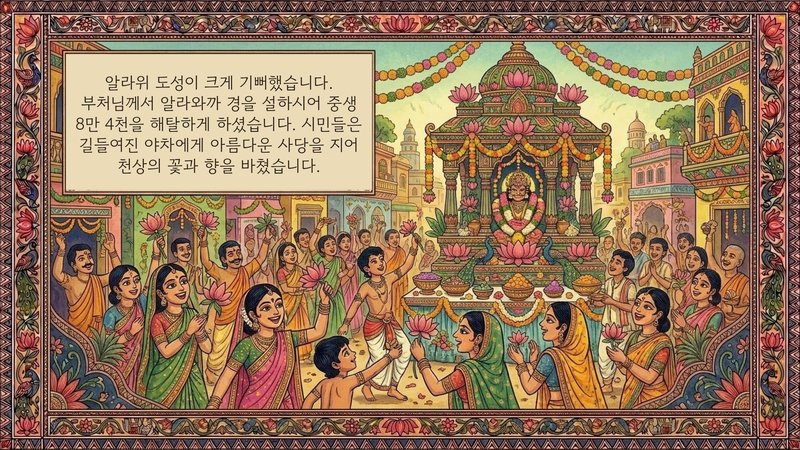 알라위 도성이 크게 기뻐했습니다.
부처님께서 알라와까 경을 설하시어 중생
8만 4천을 해탈하게 하셨습니다. 시민들은
길들여진 야차에게 아름다운 사당을 지어
천상의 꽃과 향을 바쳤습니다.